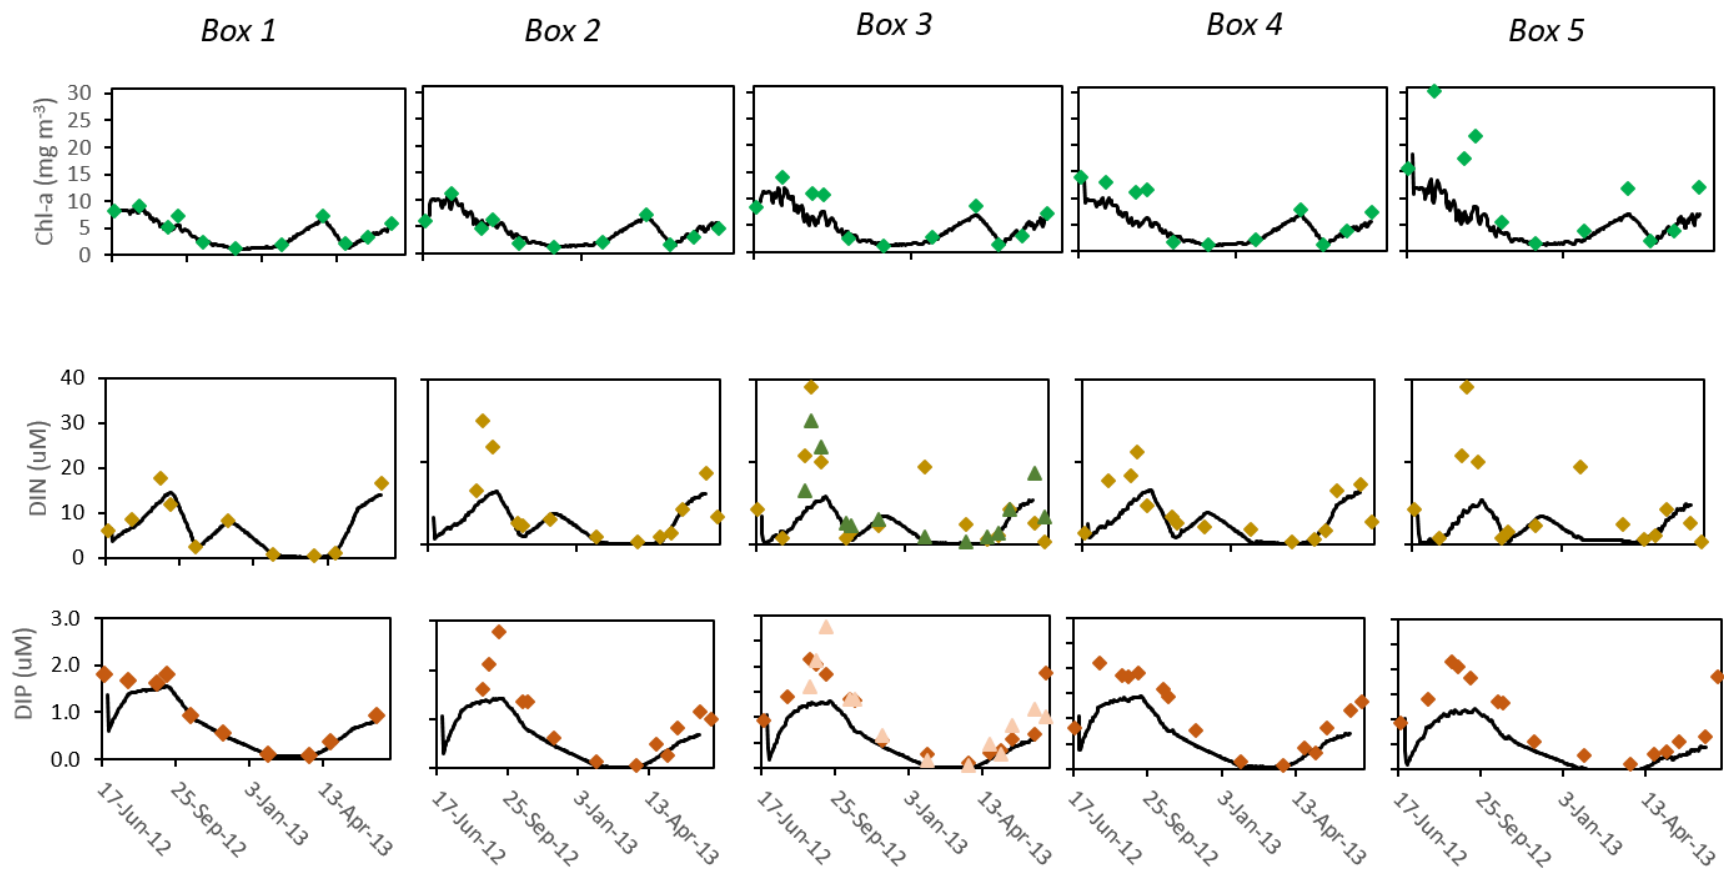 Box 1
Box 2
Box 3
Box 4
Box 5
Chl-a (mg m⁻³)
30
25
20
15
10
5
0
DIN (uM)
40
30
20
10
0
DIP (uM)
3.0
2.0
1.0
0.0
17-Jun-12
25-Sep-12
3-Jan-13
13-Apr-13
17-Jun-12
25-Sep-12
3-Jan-13
13-Apr-13
17-Jun-12
25-Sep-12
3-Jan-13
13-Apr-13
17-Jun-12
25-Sep-12
3-Jan-13
13-Apr-13
17-Jun-12
25-Sep-12
3-Jan-13
13-Apr-13